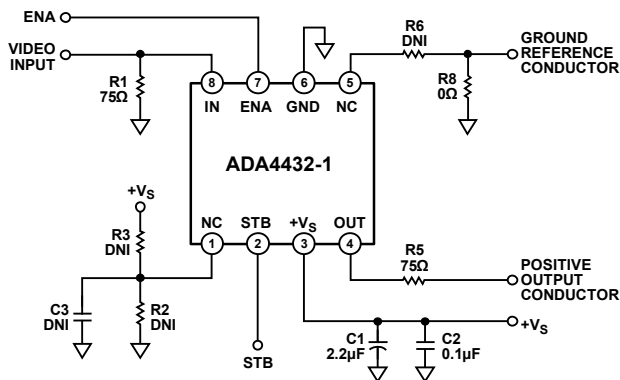 ENA
VIDEO
INPUT
R1
75Ω
R6
DNI
GROUND
REFERENCE
CONDUCTOR
R8
0Ω
8
7
6
5
IN
ENA
GND
NC
ADA4432-1
+VS
NC
STB
+VS
OUT
1
2
3
4
R3
DNI
R5
75Ω
POSITIVE
OUTPUT
CONDUCTOR
C3
DNI
R2
DNI
STB
C1
2.2µF
C2
0.1µF
+VS